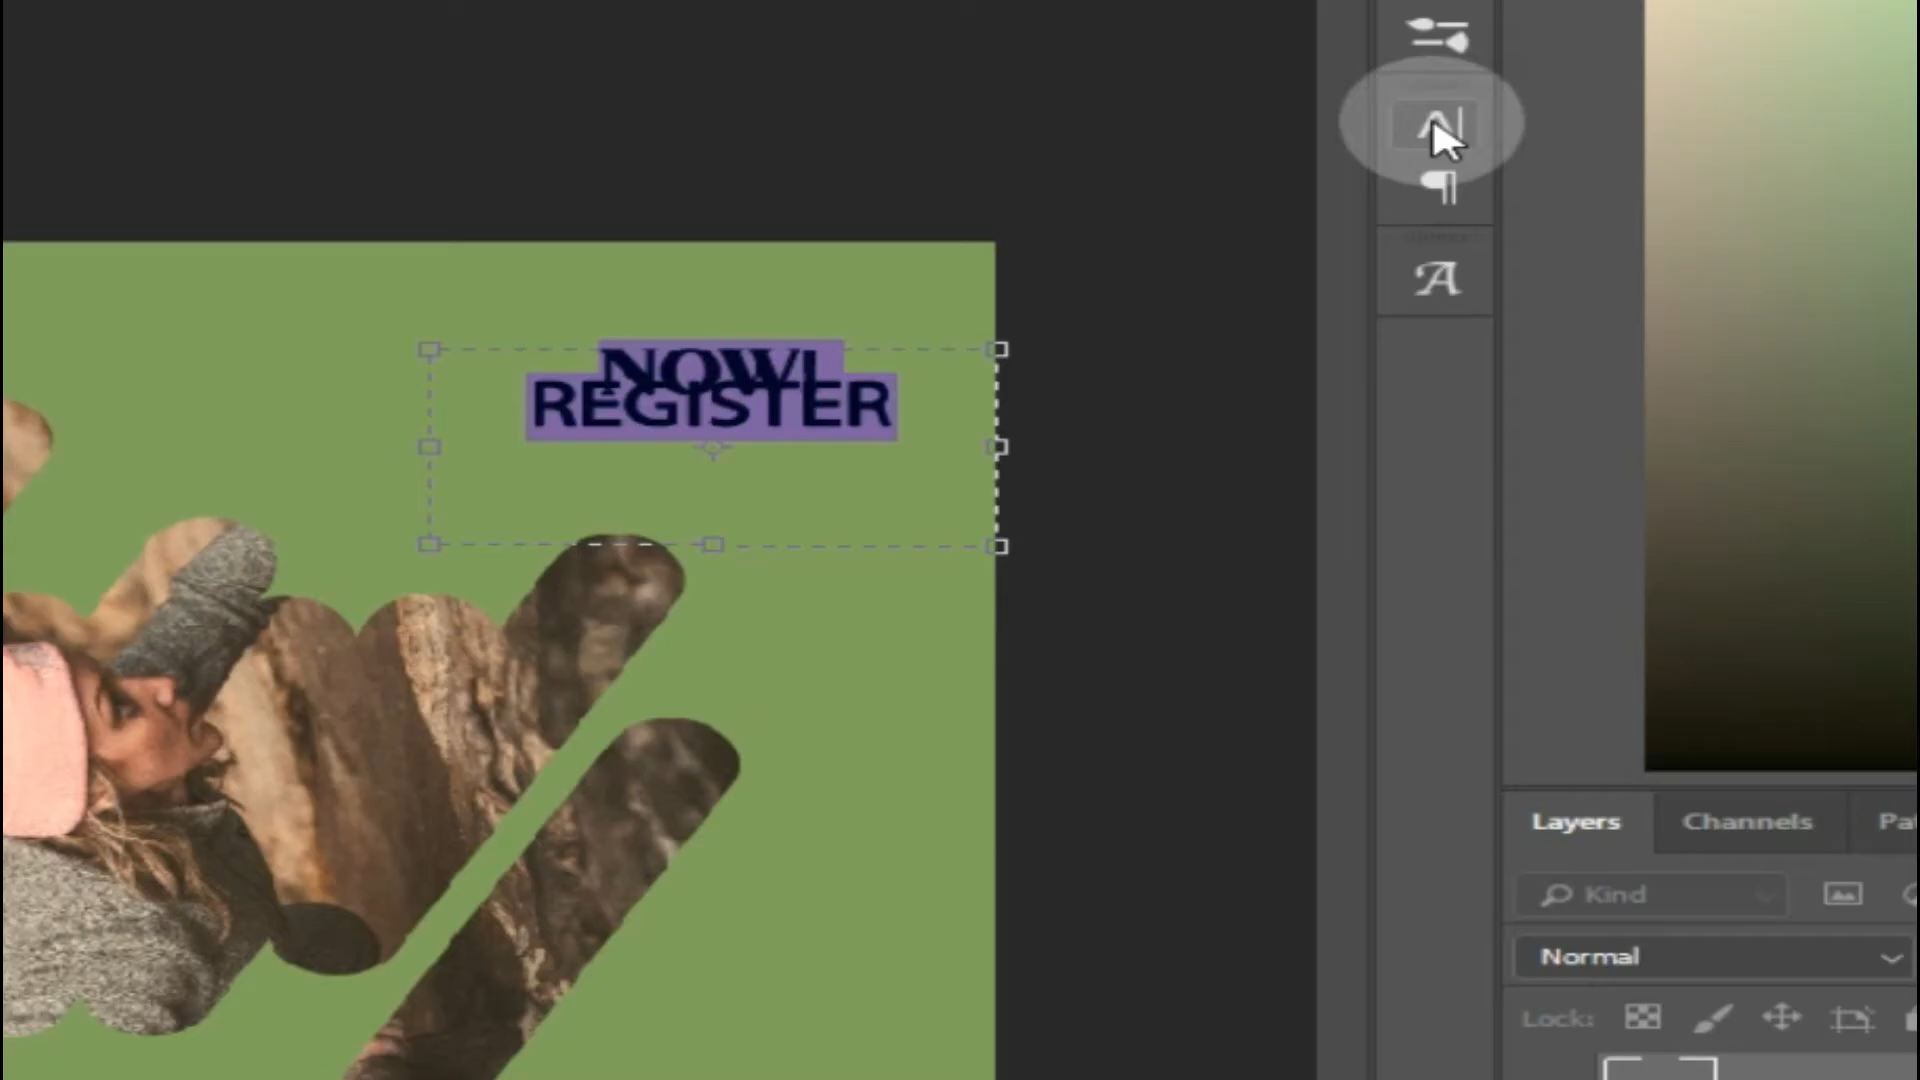 NOW!
REGISTER
Layers
Channels
Kind
Normal
Lock: